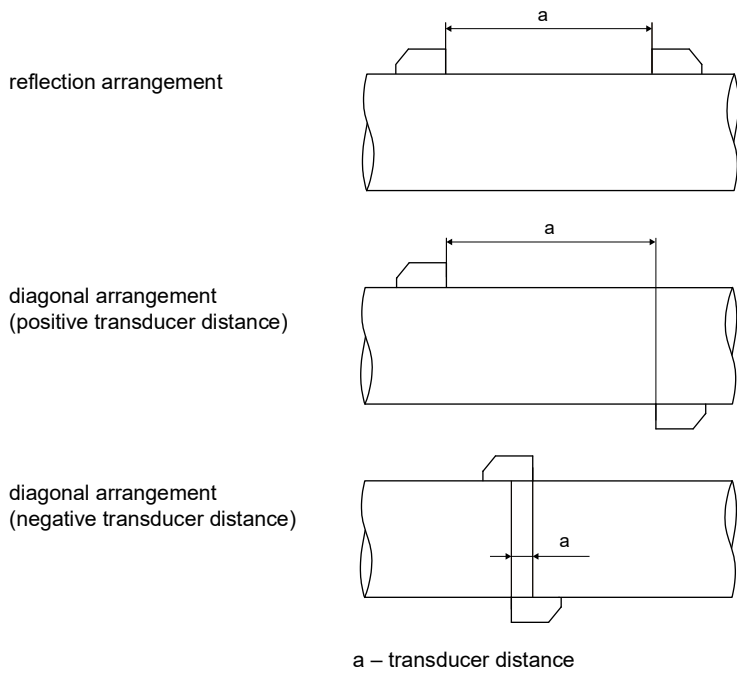 a
reflection arrangement
a
diagonal arrangement
(positive transducer distance)
diagonal arrangement
(negative transducer distance)
a
a – transducer distance